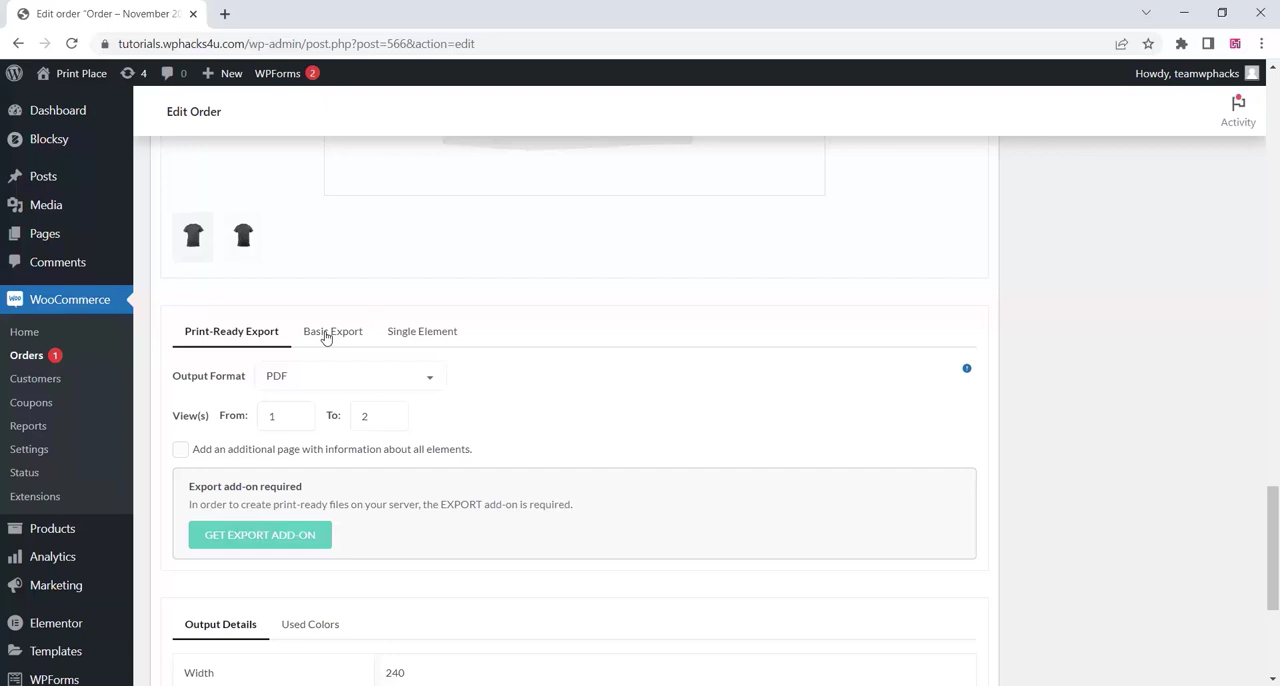 Edit order "Order – November 20
tutorials.wphacks4u.com/wp-admin/post.php?post=566&action=edit
Print Place 4 0 New WPForms 2 Howdy, teamwphacks
Dashboard
Edit Order
Activity
Blocksy
Posts
Media
Pages
Comments
WooCommerce
Home
Orders 1
Customers
Coupons
Reports
Settings
Status
Extensions
Products
Analytics
Marketing
Elementor
Templates
WPForms
Print-Ready Export Basic Export Single Element
Output Format PDF
View(s) From: 1 To: 2
Add an additional page with information about all elements.
Export add-on required
In order to create print-ready files on your server, the EXPORT add-on is required.
GET EXPORT ADD-ON
Output Details Used Colors
Width 240